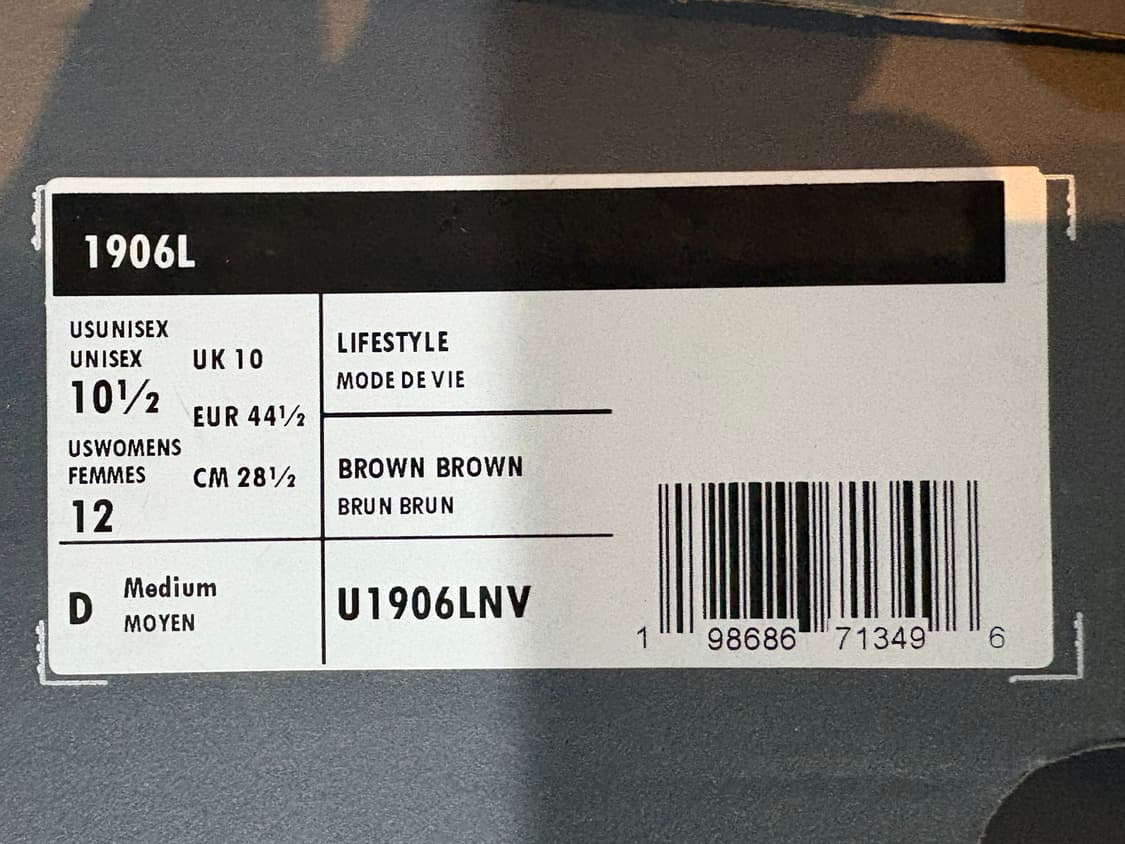 1906L
USUNISEX
UNISEX
10½
USWOMENS
FEMMES
12
UK 10
EUR 44½
CM 28½
LIFESTYLE
MODE DE VIE
BROWN BROWN
BRUN BRUN
D
Medium
MOYEN
U1906LNV
1 98686 71349 6